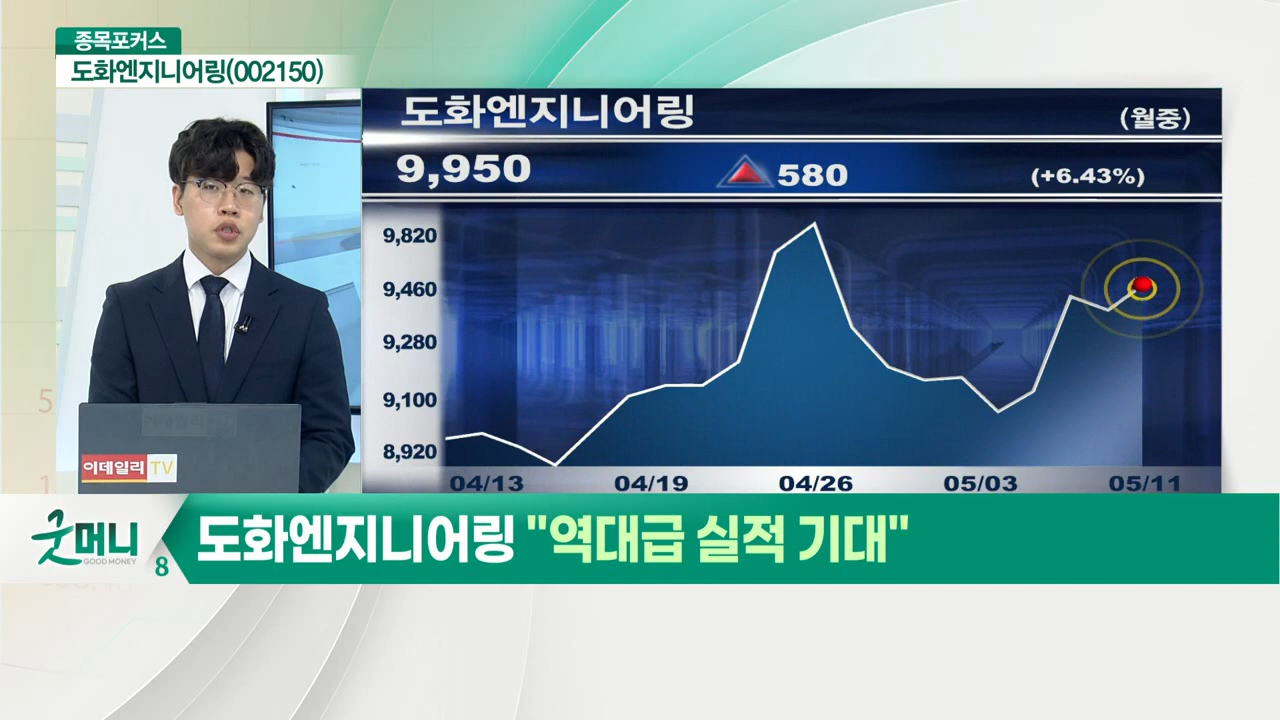 종목포커스
도화엔지니어링(002150)
도화엔지니어링
(월중)
9,950
580
(+6.43%)
9,820
9,460
9,280
9,100
8,920
04/13
04/19
04/26
05/03
05/11
5
1
이데일리TV
굿머니
GOOD MONEY
8
도화엔지니어링 "역대급 실적 기대"